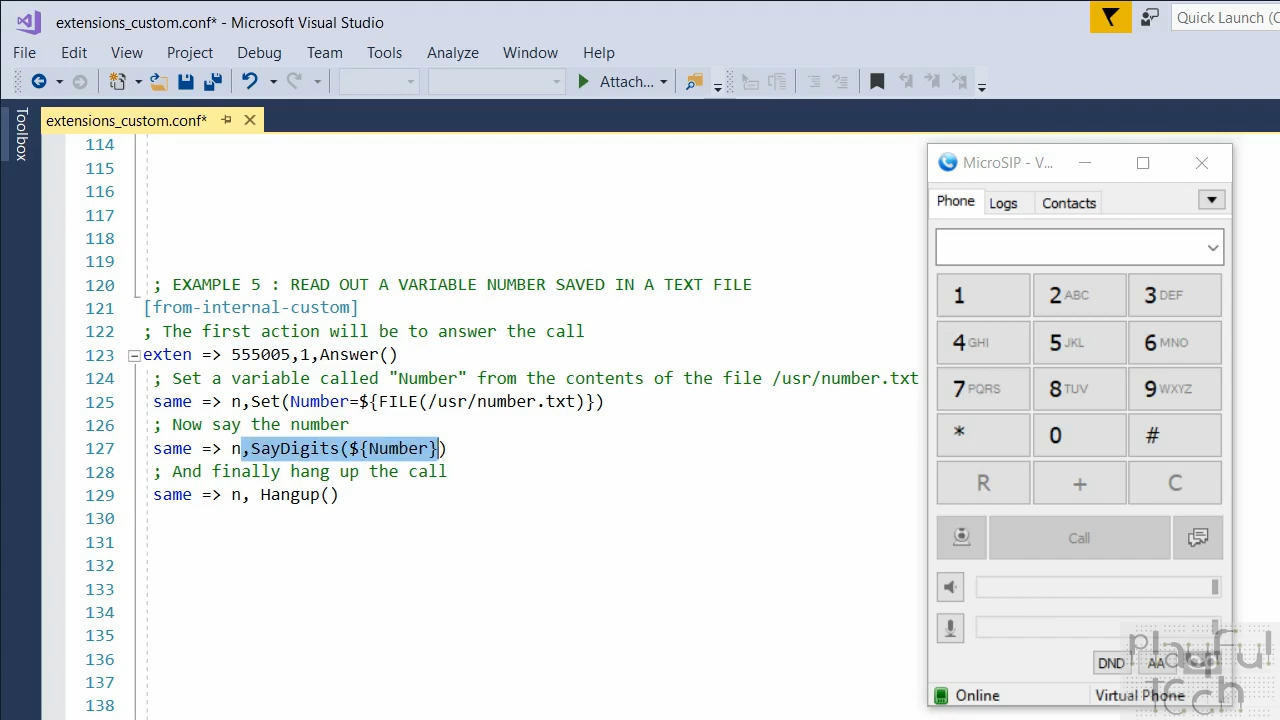 extensions_custom.conf* - Microsoft Visual Studio
Quick Launch (C
File Edit View Project Debug Team Tools Analyze Window Help
Attach...
Toolbox
extensions_custom.conf*
114
115
116
117
118
119
120 ; EXAMPLE 5 : READ OUT A VARIABLE NUMBER SAVED IN A TEXT FILE
121 [from-internal-custom]
122 ; The first action will be to answer the call
123 exten => 555005,1,Answer()
124 ; Set a variable called "Number" from the contents of the file /usr/number.txt
125 same => n,Set(Number=${FILE(/usr/number.txt)})
126 ; Now say the number
127 same => n,SayDigits(${Number})
128 ; And finally hang up the call
129 same => n, Hangup()
130
131
132
133
134
135
136
137
138
MicroSIP - V...
Phone Logs Contacts
1 2 ABC 3 DEF
4 GHI 5 JKL 6 MNO
7 PQRS 8 TUV 9 WXYZ
* 0 #
R + C
Call
DND AA
Online Virtual Phone
playful
tech